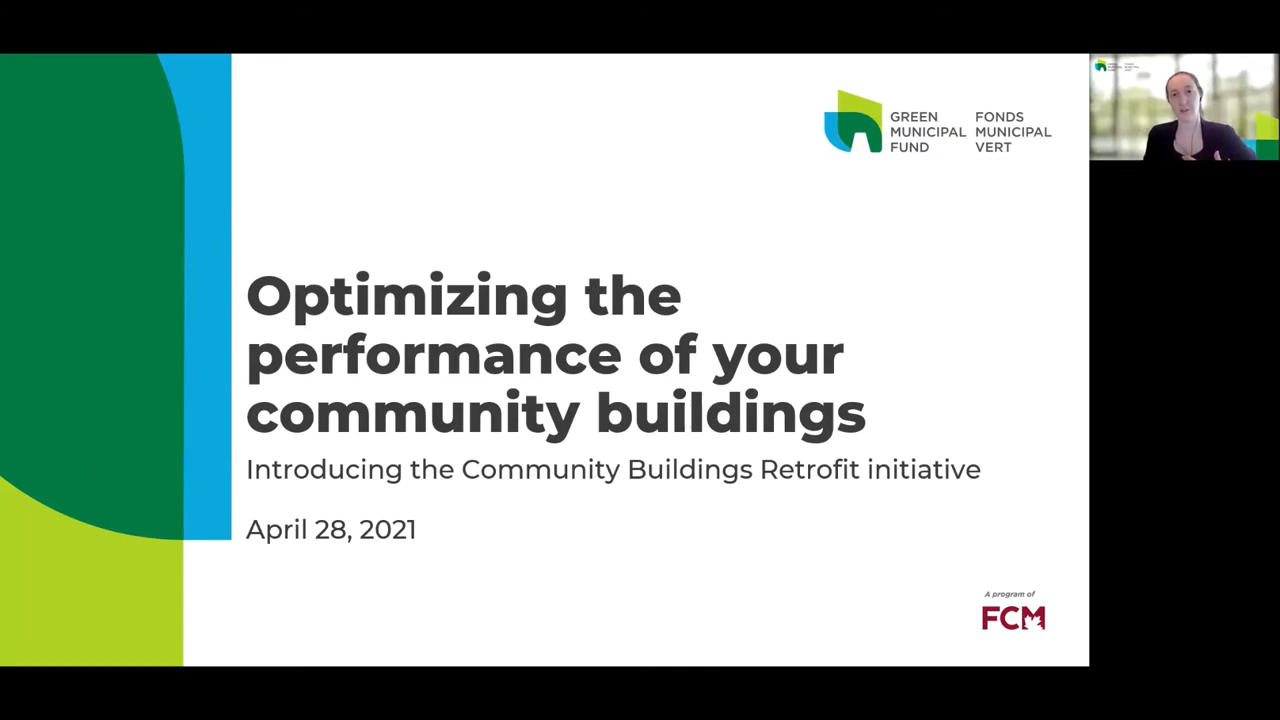 GREEN
MUNICIPAL
FUND
FONDS
MUNICIPAL
VERT
Optimizing the
performance of your
community buildings
Introducing the Community Buildings Retrofit initiative
April 28, 2021
A program of
FCM